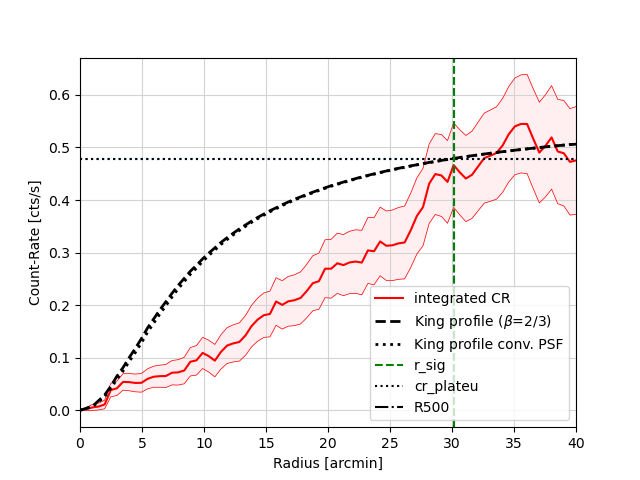 0.6
0.5
0.4
0.3
0.2
0.1
0.0
Count-Rate [cts/s]
integrated CR
King profile (β=2/3)
King profile conv. PSF
r_sig
cr_plateu
R500
0 5 10 15 20 25 30 35 40
Radius [arcmin]